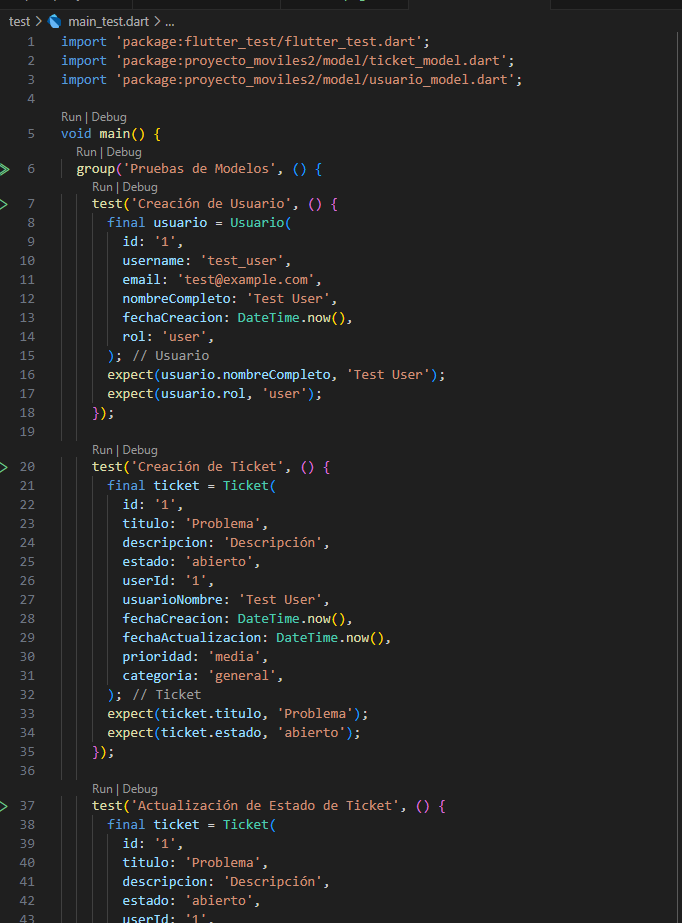 test > main_test.dart > ...
1 import 'package:flutter_test/flutter_test.dart';
2 import 'package:proyecto_moviles2/model/ticket_model.dart';
3 import 'package:proyecto_moviles2/model/usuario_model.dart';
4
Run | Debug
5 void main() {
Run | Debug
6 group('Pruebas de Modelos', () {
Run | Debug
7 test('Creación de Usuario', () {
8 final usuario = Usuario(
9 id: '1',
10 username: 'test_user',
11 email: 'test@example.com',
12 nombreCompleto: 'Test User',
13 fechaCreacion: DateTime.now(),
14 rol: 'user',
15 ); // Usuario
16 expect(usuario.nombreCompleto, 'Test User');
17 expect(usuario.rol, 'user');
18 });
19
Run | Debug
20 test('Creación de Ticket', () {
21 final ticket = Ticket(
22 id: '1',
23 titulo: 'Problema',
24 descripcion: 'Descripción',
25 estado: 'abierto',
26 userId: '1',
27 usuarioNombre: 'Test User',
28 fechaCreacion: DateTime.now(),
29 fechaActualizacion: DateTime.now(),
30 prioridad: 'media',
31 categoria: 'general',
32 ); // Ticket
33 expect(ticket.titulo, 'Problema');
34 expect(ticket.estado, 'abierto');
35 });
36
Run | Debug
37 test('Actualización de Estado de Ticket', () {
38 final ticket = Ticket(
39 id: '1',
40 titulo: 'Problema',
41 descripcion: 'Descripción',
42 estado: 'abierto',
43 userId: '1',